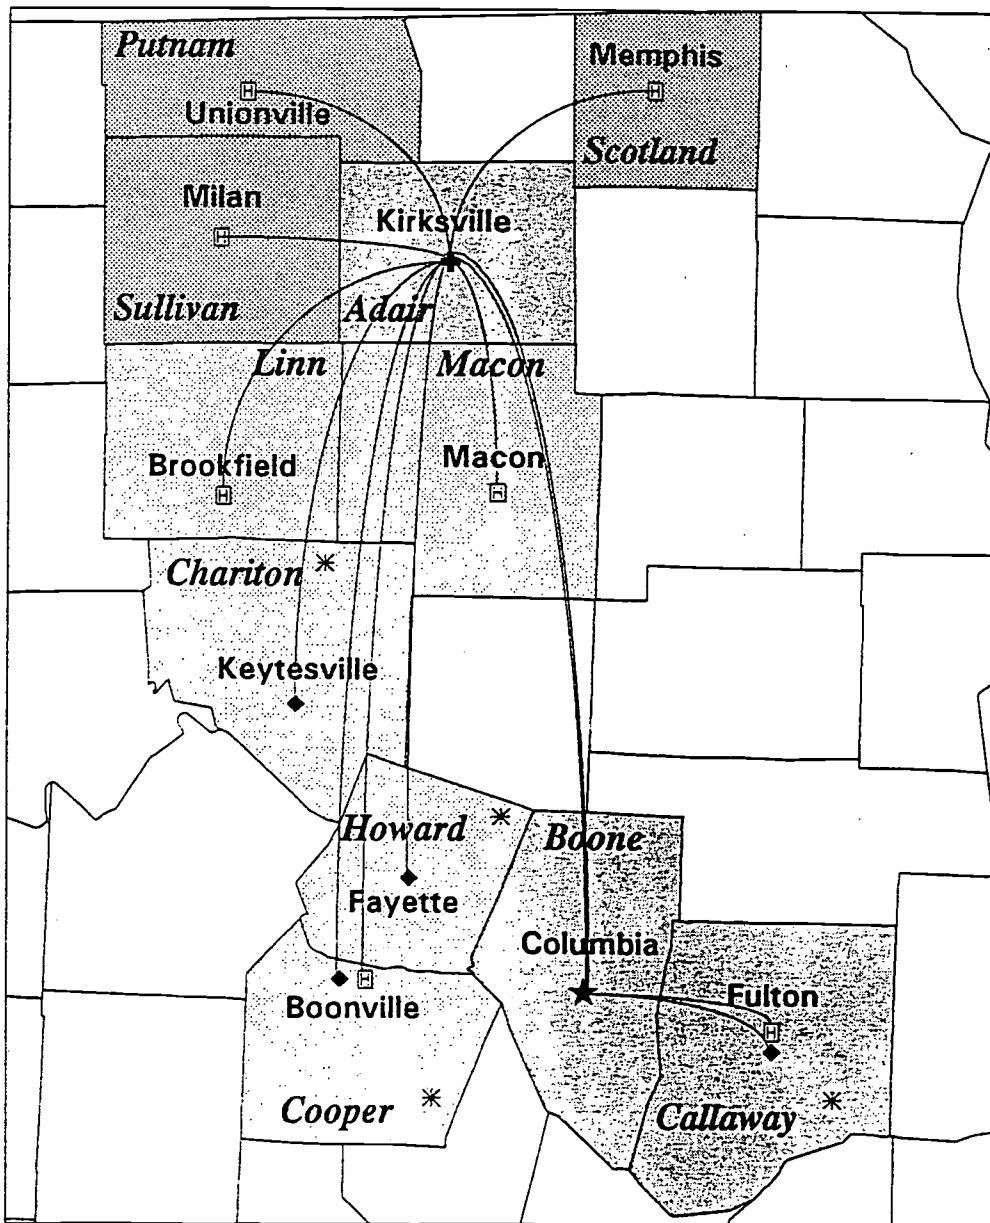 Putnam
Memphis
H
H
Unionville
Scotland
Milan
Kirksville
H
Sullivan
Adair
Linn
Macon
Brookfield
Macon
H
H
Chariton
Keytesville
Howard
Boone
Fayette
Columbia
H
Boonville
Fulton
H
Cooper
Callaway